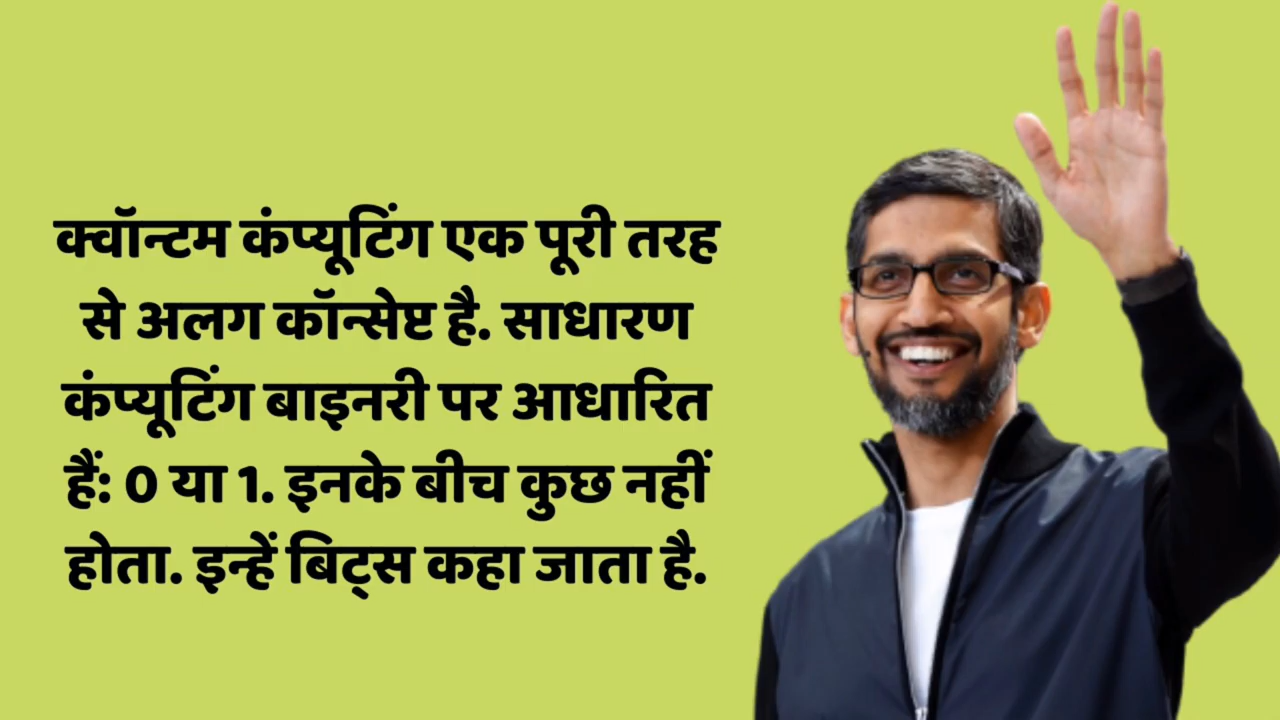 क्वॉन्टम कंप्यूटिंग एक पूरी तरह
से अलग कॉन्सेप्ट है. साधारण
कंप्यूटिंग बाइनरी पर आधारित
हैं: 0 या 1. इनके बीच कुछ नहीं
होता. इन्हें बिट्स कहा जाता है.